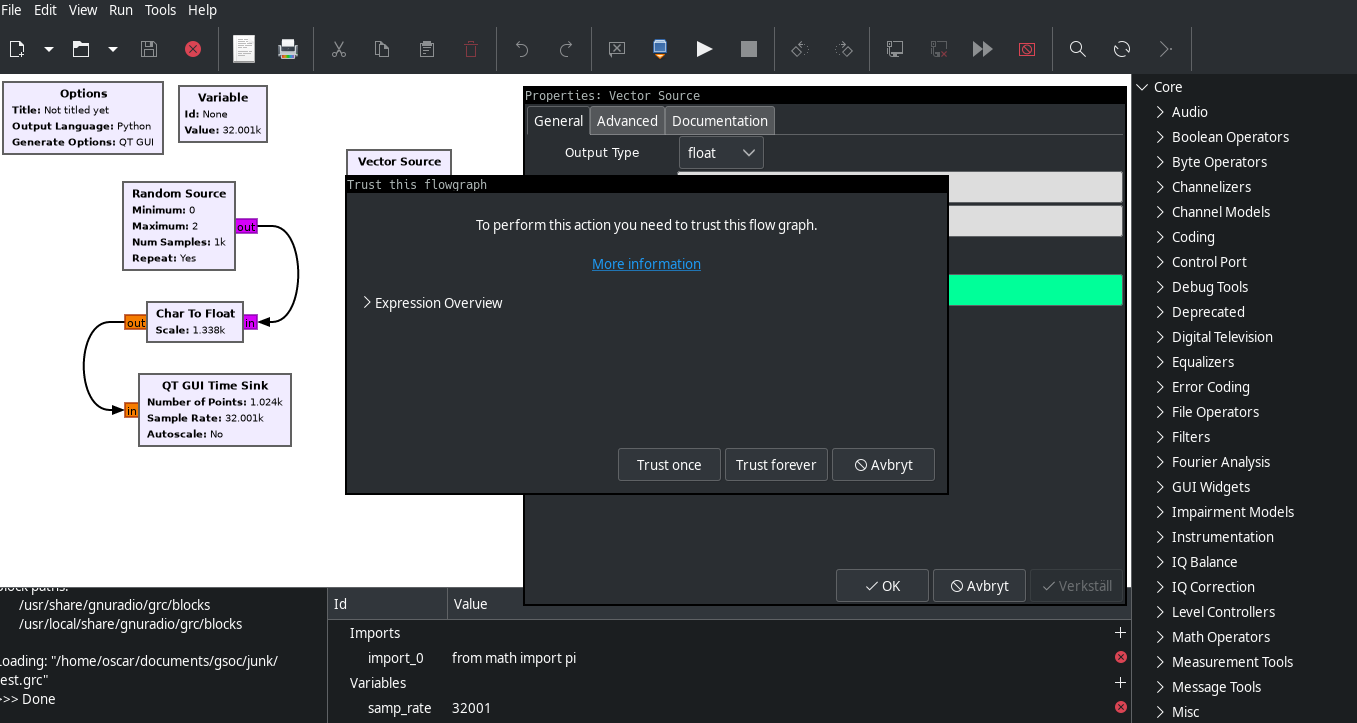 File Edit View Run Tools Help
Options
Title: Not titled yet
Output Language: Python
Generate Options: QT GUI
Variable
Id: None
Value: 32.001k
Random Source
Minimum: 0
Maximum: 2
Num Samples: 1k
Repeat: Yes
out
Char To Float
Scale: 1.338k
out
in
QT GUI Time Sink
Number of Points: 1.024k
Sample Rate: 32.001k
Autoscale: No
in
Vector Source
Properties: Vector Source
General Advanced Documentation
Output Type float
Trust this flowgraph
To perform this action you need to trust this flow graph.
More information
Expression Overview
Trust once Trust forever Avbryt
OK Avbryt Verkställ
Core
Audio
Boolean Operators
Byte Operators
Channelizers
Channel Models
Coding
Control Port
Debug Tools
Deprecated
Digital Television
Equalizers
Error Coding
File Operators
Filters
Fourier Analysis
GUI Widgets
Impairment Models
Instrumentation
IQ Balance
IQ Correction
Level Controllers
Math Operators
Measurement Tools
Message Tools
Misc
paths:
/usr/share/gnuradio/grc/blocks
/usr/local/share/gnuradio/grc/blocks
oading: "/home/oscar/documents/gsoc/junk/
est.grc"
>>> Done
Id Value
Imports
import_0 from math import pi
Variables
samp_rate 32001